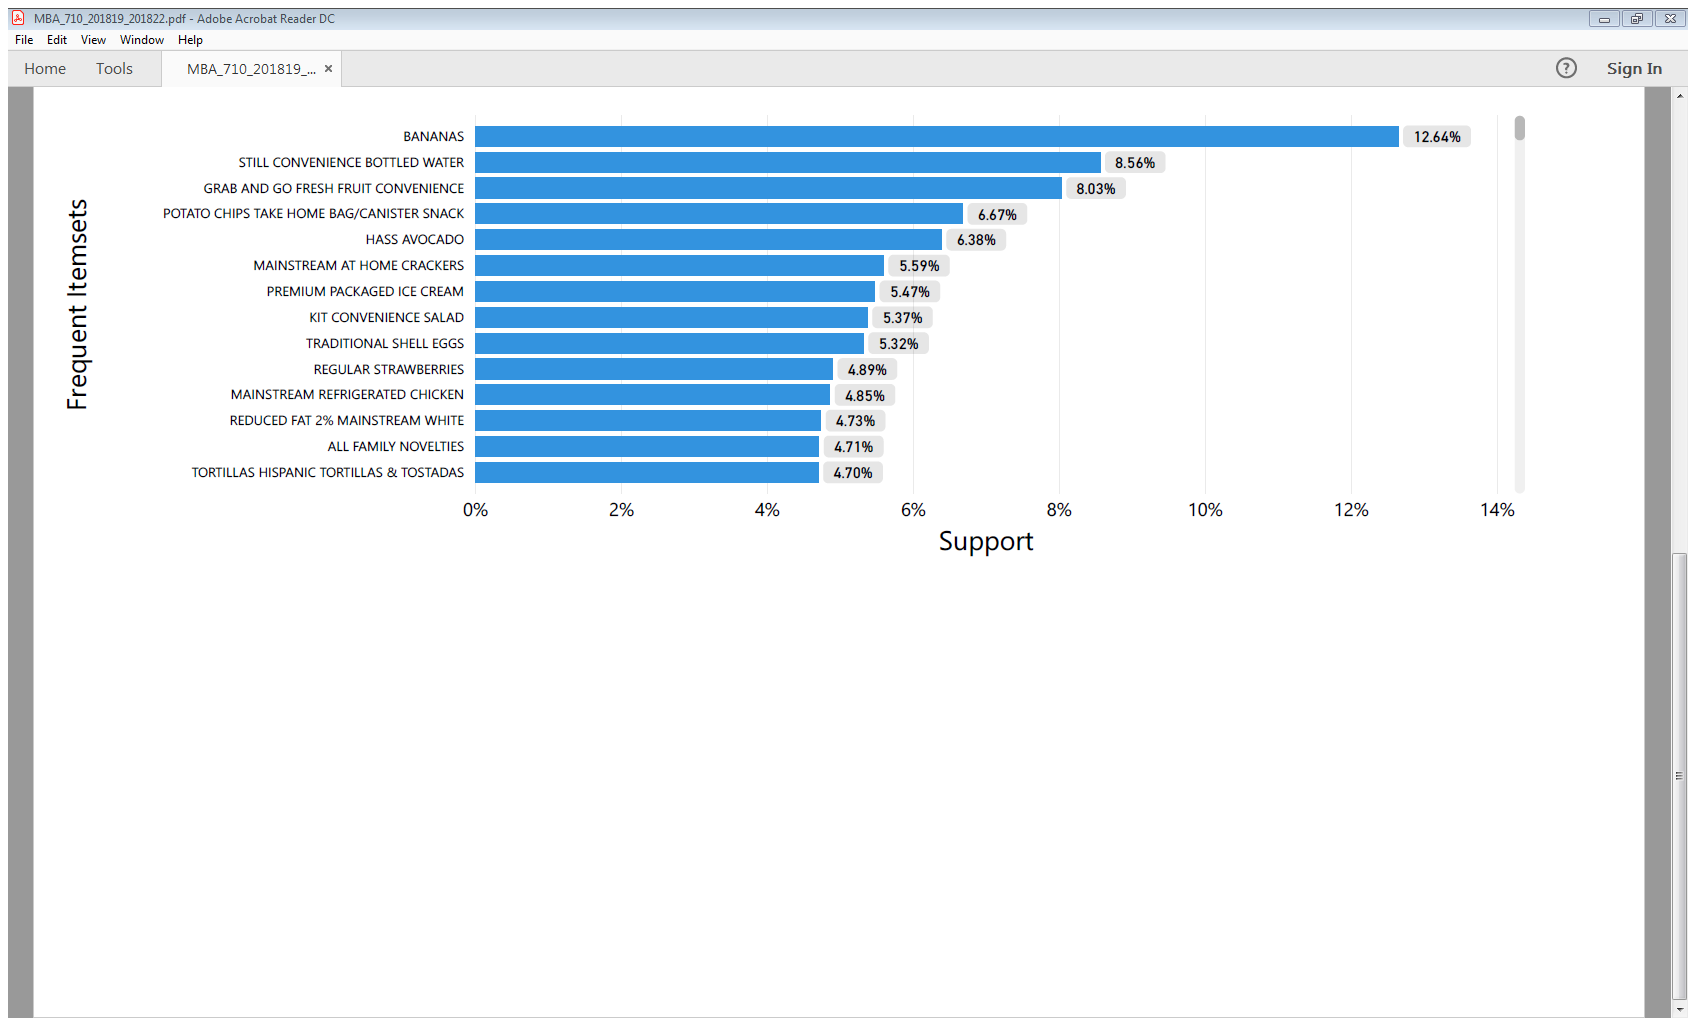 MBA_710_201819_201822.pdf - Adobe Acrobat Reader DC
File Edit View Window Help
Home Tools MBA_710_201819_... × ? Sign In
Frequent Itemsets
BANANAS 12.64%
STILL CONVENIENCE BOTTLED WATER 8.56%
GRAB AND GO FRESH FRUIT CONVENIENCE 8.03%
POTATO CHIPS TAKE HOME BAG/CANISTER SNACK 6.67%
HASS AVOCADO 6.38%
MAINSTREAM AT HOME CRACKERS 5.59%
PREMIUM PACKAGED ICE CREAM 5.47%
KIT CONVENIENCE SALAD 5.37%
TRADITIONAL SHELL EGGS 5.32%
REGULAR STRAWBERRIES 4.89%
MAINSTREAM REFRIGERATED CHICKEN 4.85%
REDUCED FAT 2% MAINSTREAM WHITE 4.73%
ALL FAMILY NOVELTIES 4.71%
TORTILLAS HISPANIC TORTILLAS & TOSTADAS 4.70%
0% 2% 4% 6% 8% 10% 12% 14%
Support